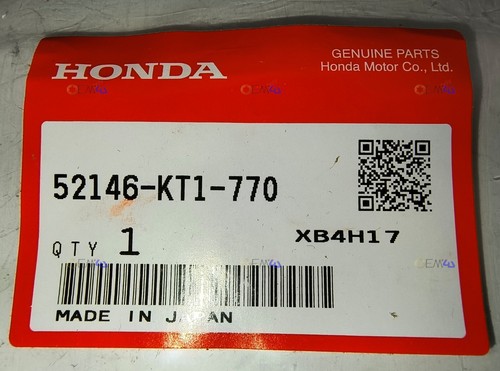 GENUINE PARTS
HONDA Honda Motor Co., Ltd.
52146-KT1-770
QTY 1 XB4H17
MADE IN JAPAN